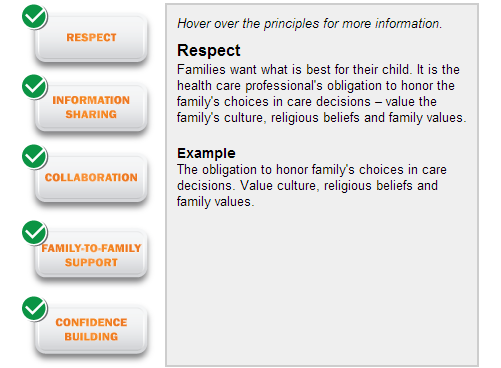 RESPECT
INFORMATION
SHARING
COLLABORATION
FAMILY-TO-FAMILY
SUPPORT
CONFIDENCE
BUILDING
Hover over the principles for more information.
Respect
Families want what is best for their child. It is the
health care professional's obligation to honor the
family's choices in care decisions – value the
family's culture, religious beliefs and family values.
Example
The obligation to honor family's choices in care
decisions. Value culture, religious beliefs and
family values.